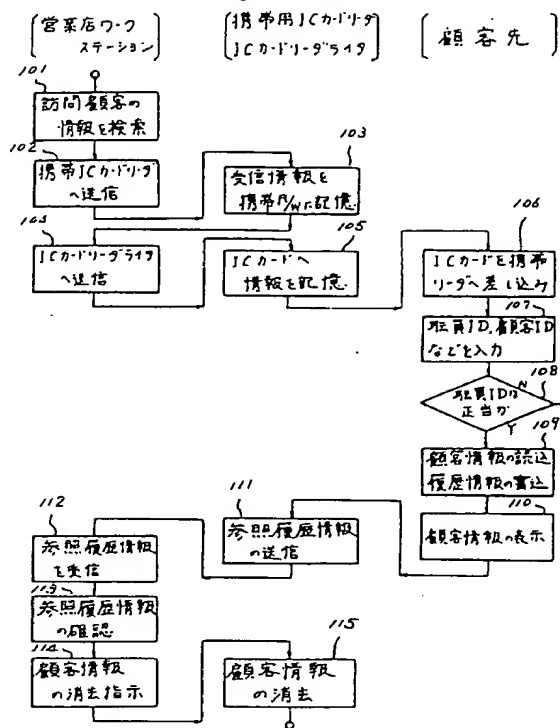 営業店ワーク
ステーション
携帯用ICカードリーダ
ICカードリーダライタ
顧客先
101
訪問顧客の
情報を検索
102
携帯ICカードリーダ
へ送信
103
受信情報を
携帯R/Wに記憶
104
ICカードリーダライタ
へ送信
105
ICカードへ
情報を記憶
106
ICカードを携帯
リーダへ差し込み
107
職員ID,顧客ID
などを入力
108
職員IDは
正当か
N
Y
109
顧客情報の読込
履歴情報の書込
110
顧客情報の表示
111
参照履歴情報
の送信
112
参照履歴情報
を受信
113
参照履歴情報
の確認
114
顧客情報
の消去指示
115
顧客情報
の消去